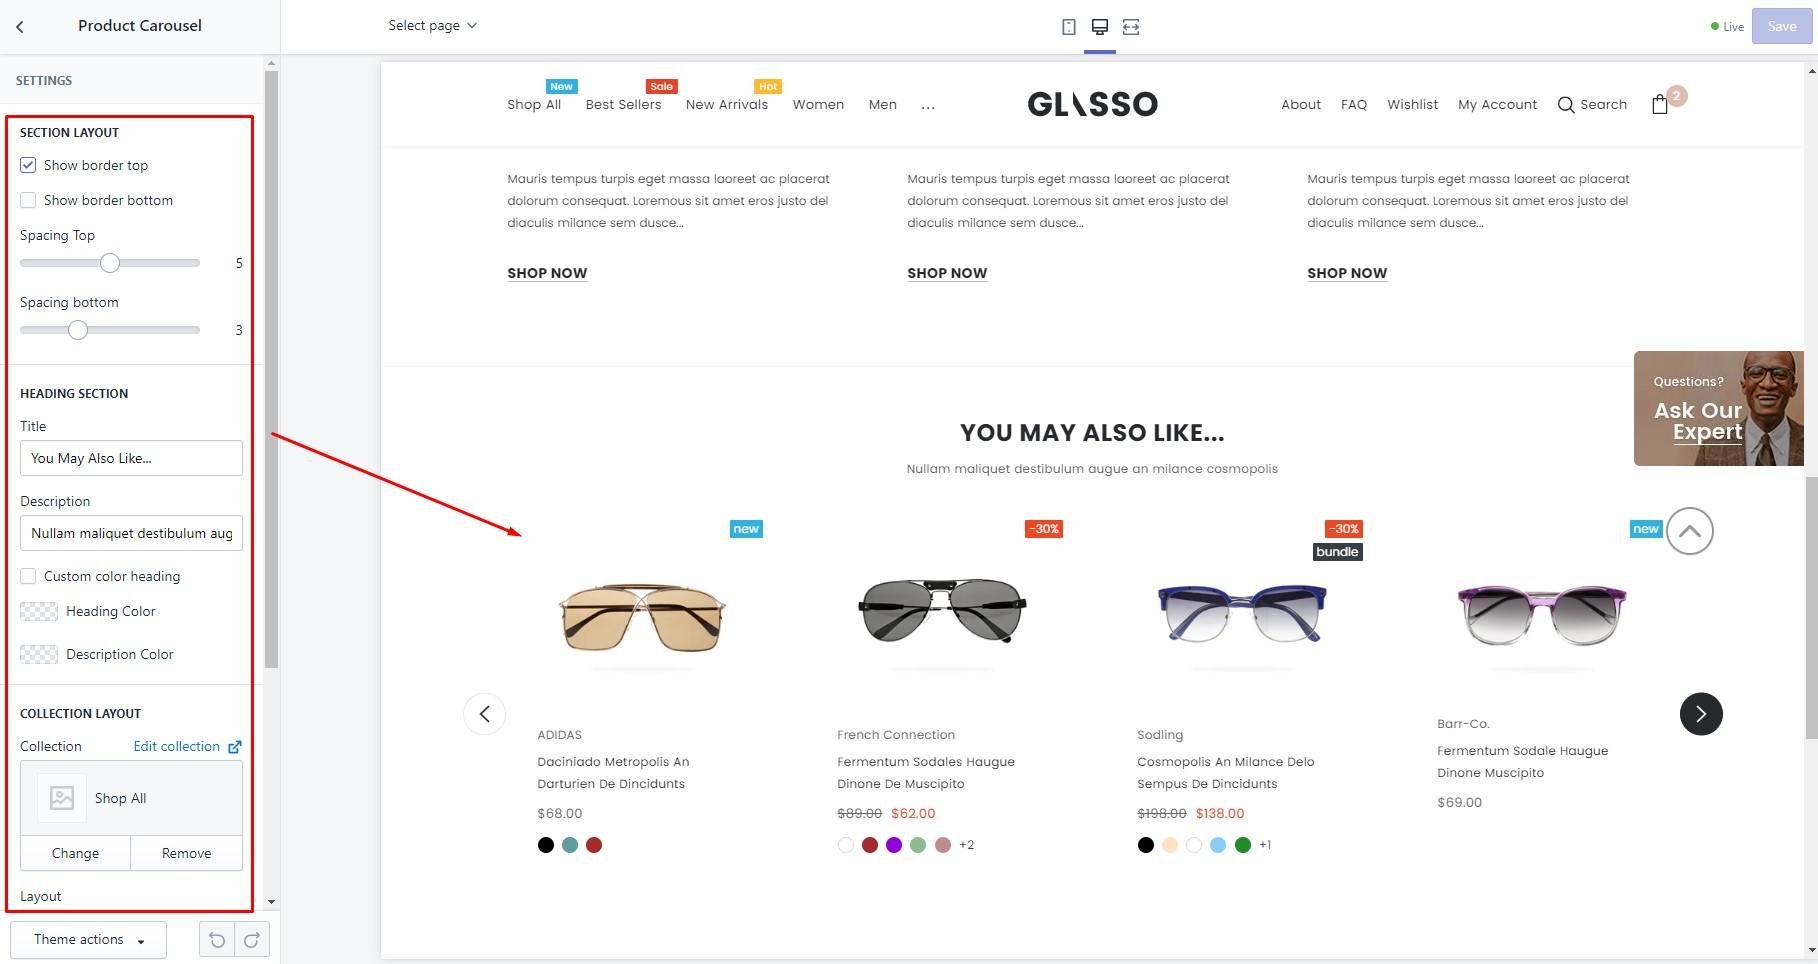 Product Carousel
Select page
Live
Save
SETTINGS
SECTION LAYOUT
Show border top
Show border bottom
Spacing Top
5
Spacing bottom
3
HEADING SECTION
Title
You May Also Like...
Description
Nullam maliquet destibulum aug
Custom color heading
Heading Color
Description Color
COLLECTION LAYOUT
Collection
Edit collection
Shop All
Change
Remove
Layout
Theme actions
New
Sale
Hot
Shop All
Best Sellers
New Arrivals
Women
Men
...
GLASSO
About
FAQ
Wishlist
My Account
Search
2
Mauris tempus turpis eget massa laoreet ac placerat
dolorum consequat. Loremous sit amet eros justo del
diaculis milance sem dusce...
SHOP NOW
Mauris tempus turpis eget massa laoreet ac placerat
dolorum consequat. Loremous sit amet eros justo del
diaculis milance sem dusce...
SHOP NOW
Mauris tempus turpis eget massa laoreet ac placerat
dolorum consequat. Loremous sit amet eros justo del
diaculis milance sem dusce...
SHOP NOW
Questions?
Ask Our
Expert
YOU MAY ALSO LIKE...
Nullam maliquet destibulum augue an milance cosmopolis
new
ADIDAS
Daciniado Metropolis An
Darturien De Dincidunts
$68.00
-30%
French Connection
Fermentum Sodales Haugue
Dinone De Muscipito
$89.00 $62.00
+2
-30%
bundle
Sodling
Cosmopolis An Milance Delo
Sempus De Dincidunts
$198.00 $138.00
+1
new
Barr-Co.
Fermentum Sodale Haugue
Dinone Muscipito
$69.00